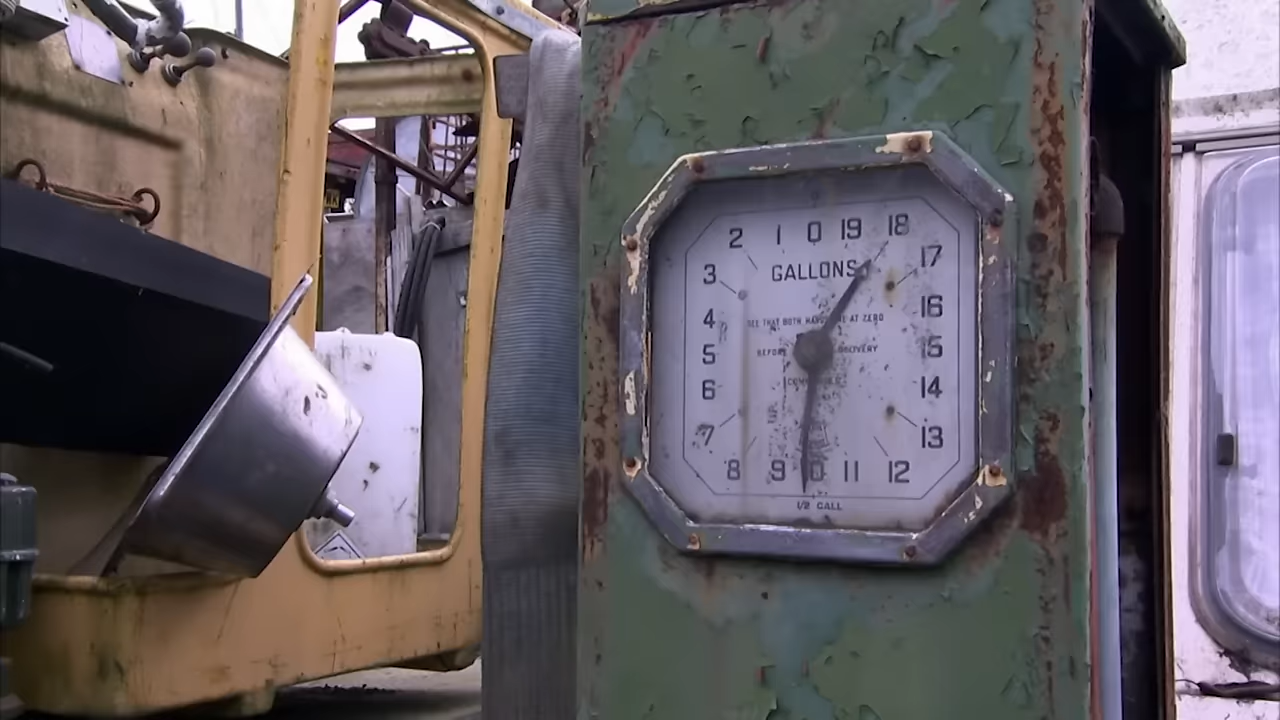 2 1 0 19 18
3 GALLONS 17
4 SEE THAT BOTH HANDS ARE AT ZERO 16
5 BEFORE DELIVERY 15
6 14
7 13
8 9 10 11 12
1/2 GALL